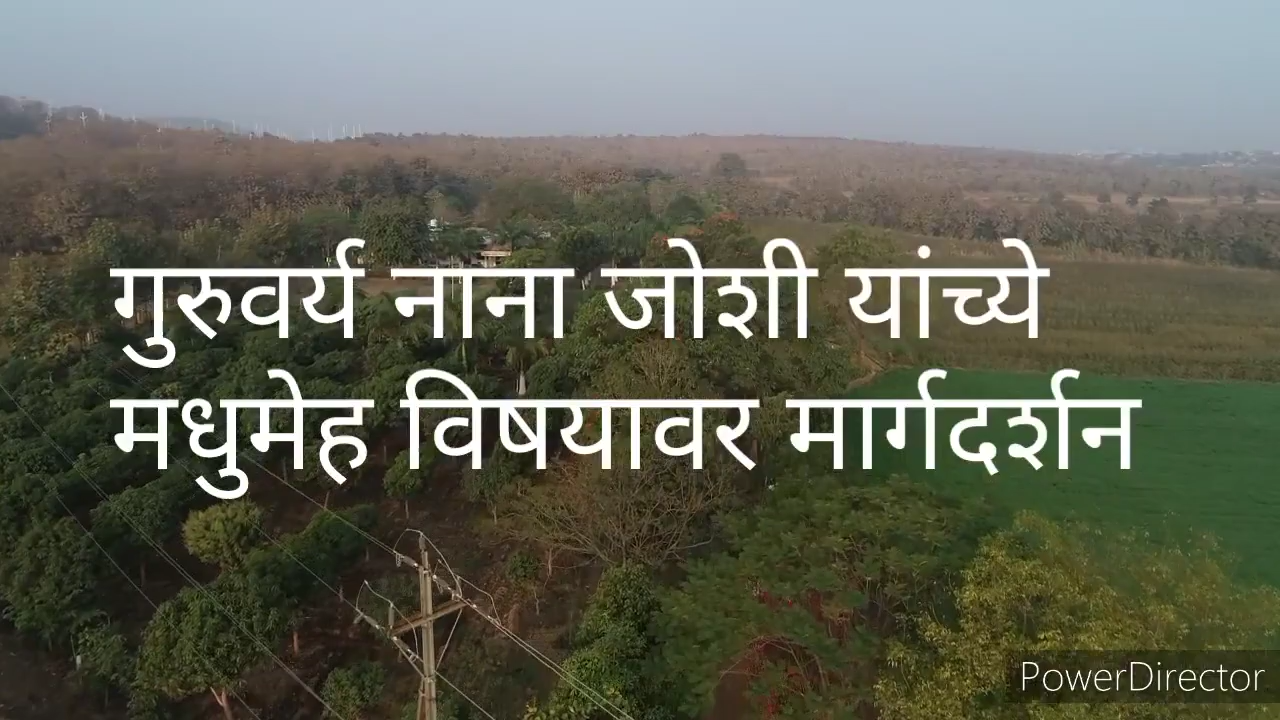 गुरुवर्य नाना जोशी यांच्ये
मधुमेह विषयावर मार्गदर्शन
PowerDirector